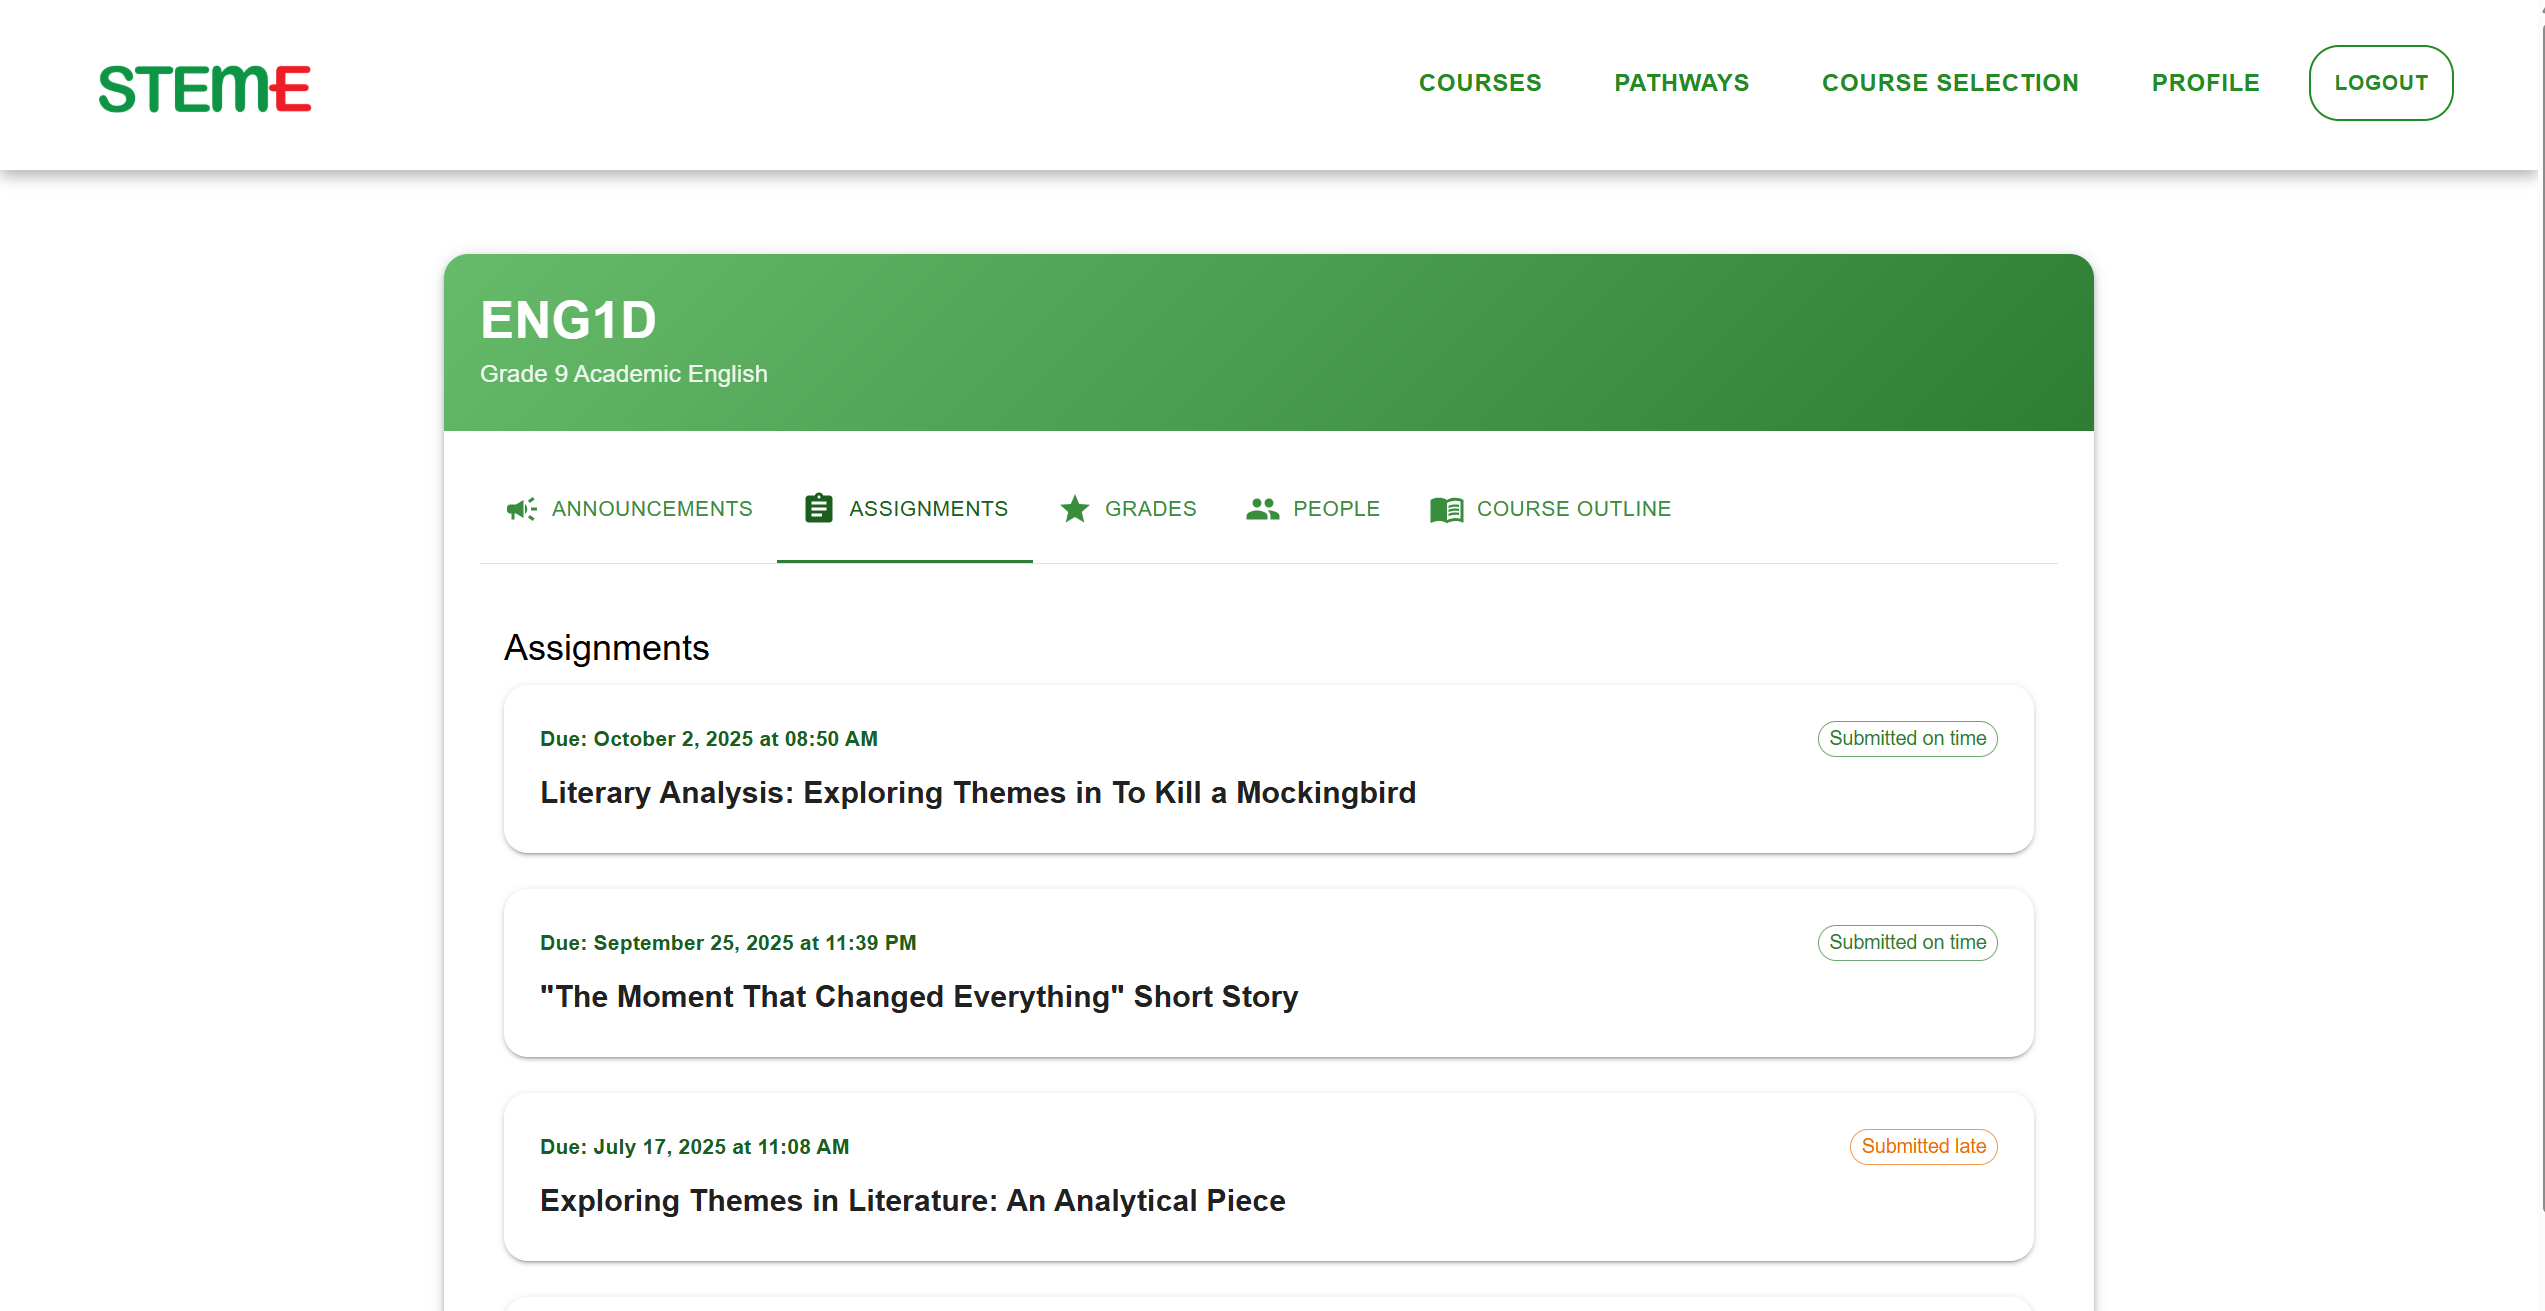 STEmE
COURSES PATHWAYS COURSE SELECTION PROFILE LOGOUT
ENG1D
Grade 9 Academic English
ANNOUNCEMENTS ASSIGNMENTS GRADES PEOPLE COURSE OUTLINE
Assignments
Due: October 2, 2025 at 08:50 AM Submitted on time
Literary Analysis: Exploring Themes in To Kill a Mockingbird
Due: September 25, 2025 at 11:39 PM Submitted on time
"The Moment That Changed Everything" Short Story
Due: July 17, 2025 at 11:08 AM Submitted late
Exploring Themes in Literature: An Analytical Piece